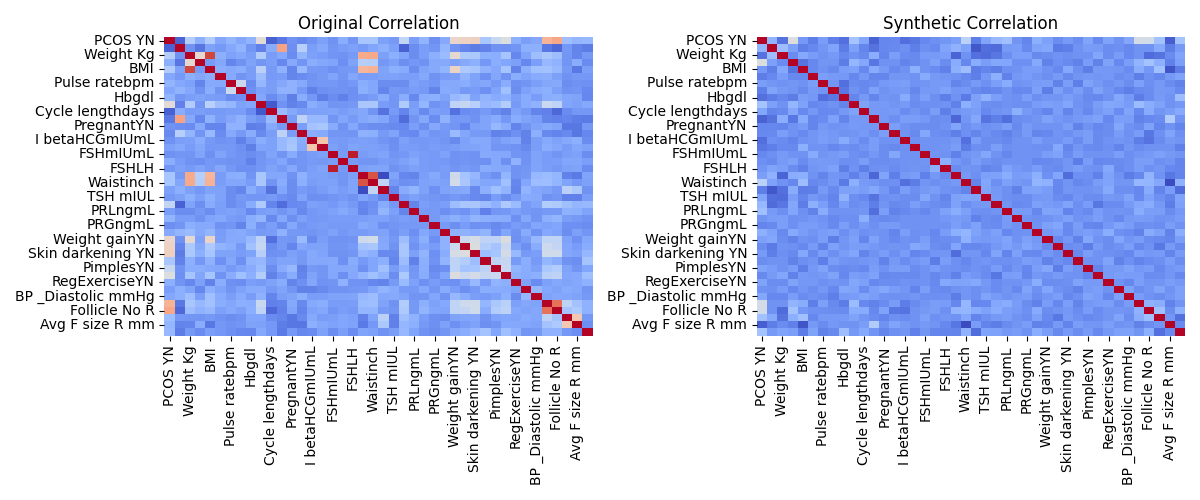 Original Correlation
PCOS YN
Weight Kg
BMI
Pulse ratebpm
Hbgdl
Cycle lengthdays
PregnantYN
I betaHCGmIUmL
FSHmIUmL
FSHLH
Waistinch
TSH mIUL
PRLngmL
PRGngmL
Weight gainYN
Skin darkening YN
PimplesYN
RegExerciseYN
BP _Diastolic mmHg
Follicle No R
Avg F size R mm
PCOS YN
Weight Kg
BMI
Pulse ratebpm
Hbgdl
Cycle lengthdays
PregnantYN
I betaHCGmIUmL
FSHmIUmL
FSHLH
Waistinch
TSH mIUL
PRLngmL
PRGngmL
Weight gainYN
Skin darkening YN
PimplesYN
RegExerciseYN
BP _Diastolic mmHg
Follicle No R
Avg F size R mm
Synthetic Correlation
PCOS YN
Weight Kg
BMI
Pulse ratebpm
Hbgdl
Cycle lengthdays
PregnantYN
I betaHCGmIUmL
FSHmIUmL
FSHLH
Waistinch
TSH mIUL
PRLngmL
PRGngmL
Weight gainYN
Skin darkening YN
PimplesYN
RegExerciseYN
BP _Diastolic mmHg
Follicle No R
Avg F size R mm
PCOS YN
Weight Kg
BMI
Pulse ratebpm
Hbgdl
Cycle lengthdays
PregnantYN
I betaHCGmIUmL
FSHmIUmL
FSHLH
Waistinch
TSH mIUL
PRLngmL
PRGngmL
Weight gainYN
Skin darkening YN
PimplesYN
RegExerciseYN
BP _Diastolic mmHg
Follicle No R
Avg F size R mm